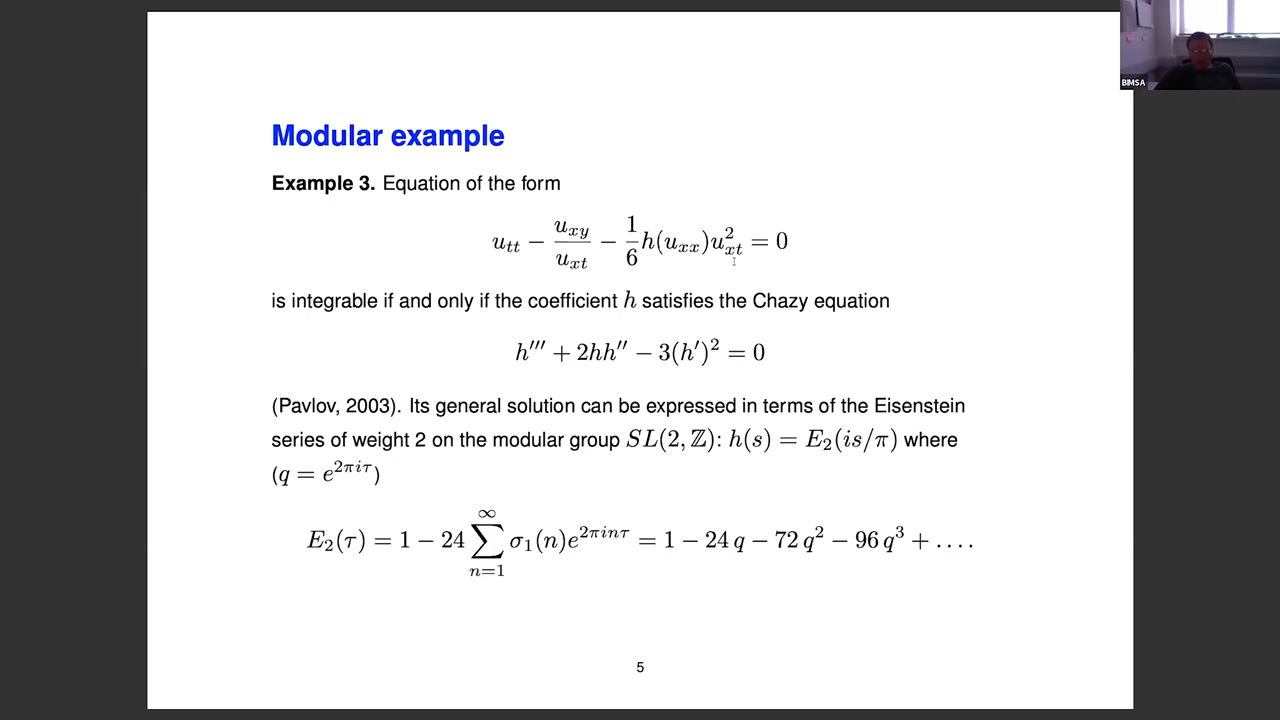 BIMSA
Modular example
Example 3. Equation of the form
u_{tt} − \frac{u_{xy}}{u_{xt}} − \frac{1}{6}h(u_{xx})u_{xt}^2 = 0
is integrable if and only if the coefficient h satisfies the Chazy equation
h''' + 2hh'' − 3(h')^2 = 0
(Pavlov, 2003). Its general solution can be expressed in terms of the Eisenstein
series of weight 2 on the modular group SL(2, ℤ): h(s) = E_2(is/π) where
(q = e^{2πiτ})
E_2(τ) = 1 − 24 \sum_{n=1}^{∞} σ_1(n)e^{2πinτ} = 1 − 24 q − 72 q^2 − 96 q^3 + ....
5